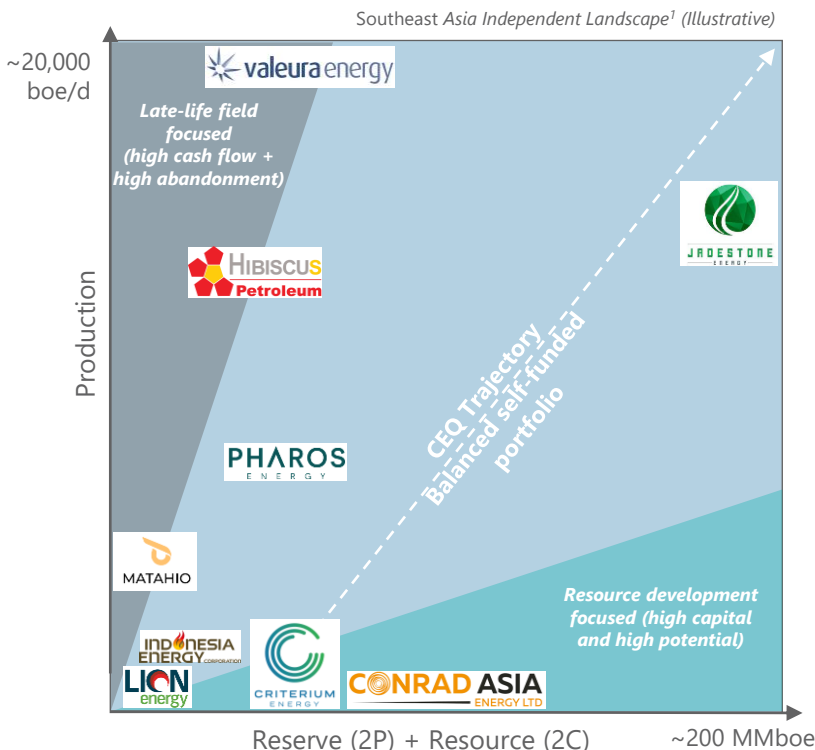 Southeast Asia Independent Landscape¹ (Illustrative)
~20,000
boe/d
valeura energy
Late-life field
focused
(high cash flow +
high abandonment)
JADESTONE
ENERGY
HIBISCUS
Petroleum
Production
CEQ Trajectory
Balanced self-funded
portfolio
PHAROS
ENERGY
MATAHIO
Resource development
focused (high capital
and high potential)
INDONESIA
ENERGY CORPORATION
LION
energy
CRITERIUM
ENERGY
CONRAD ASIA
ENERGY LTD
Reserve (2P) + Resource (2C)
~200 MMboe